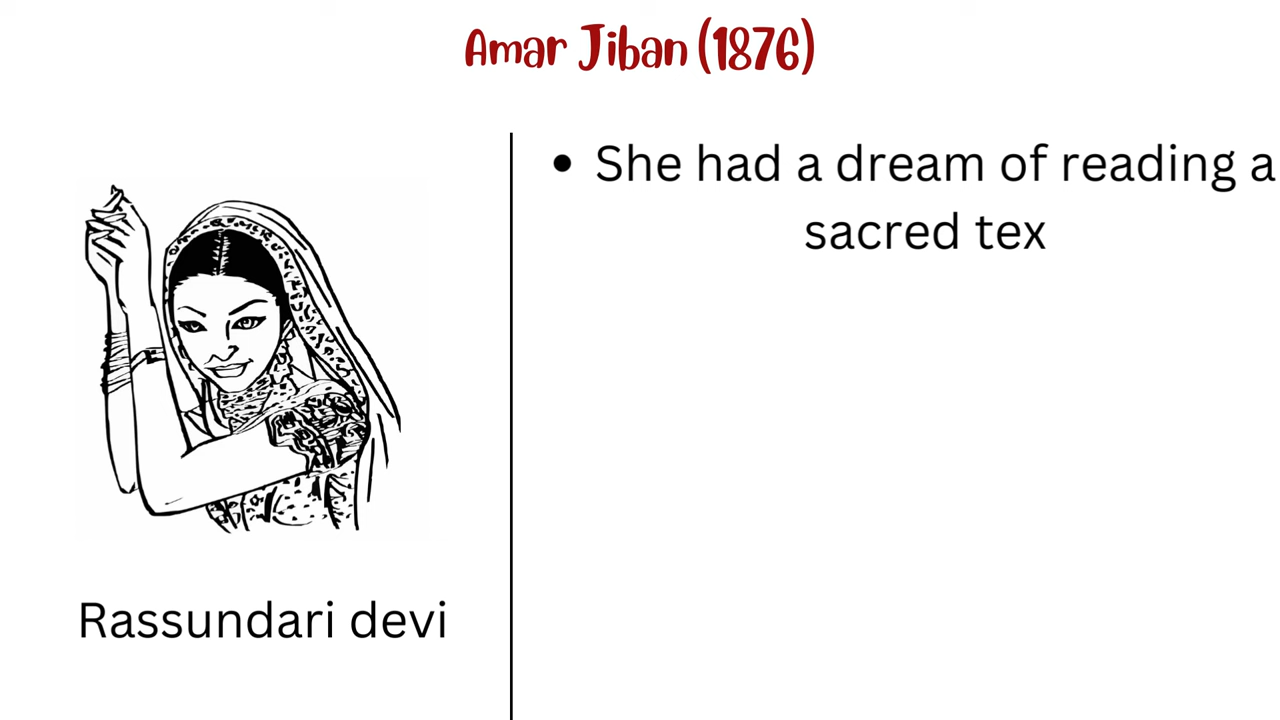 Amar Jiban (1876)
• She had a dream of reading a
sacred tex
Rassundari devi